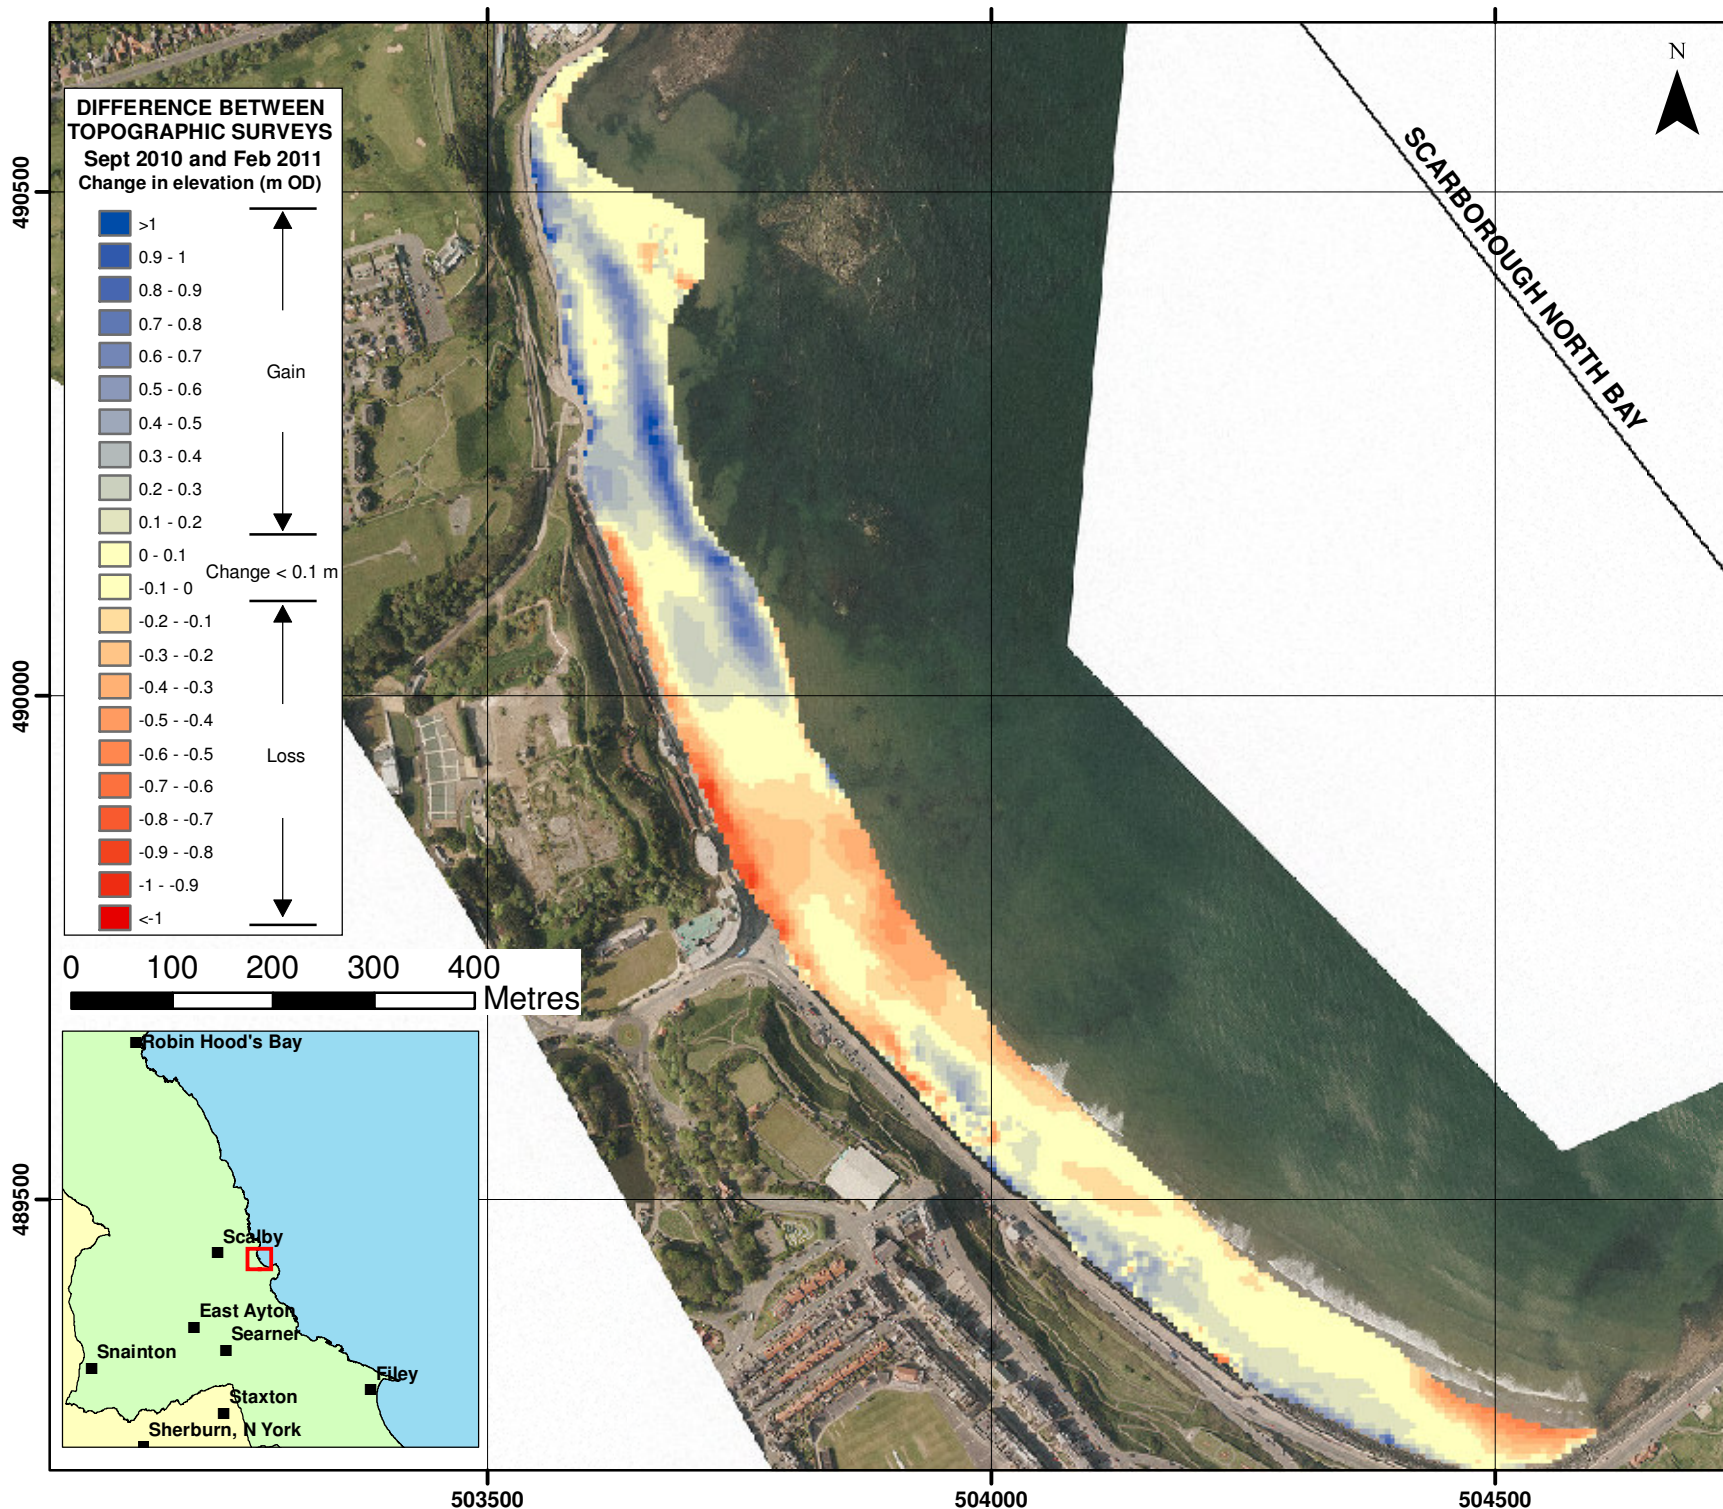 DIFFERENCE BETWEEN
TOPOGRAPHIC SURVEYS
Sept 2010 and Feb 2011
Change in elevation (m OD)
>1
0.9 - 1
0.8 - 0.9
0.7 - 0.8
0.6 - 0.7
0.5 - 0.6
0.4 - 0.5
0.3 - 0.4
0.2 - 0.3
0.1 - 0.2
0 - 0.1
-0.1 - 0
-0.2 - -0.1
-0.3 - -0.2
-0.4 - -0.3
-0.5 - -0.4
-0.6 - -0.5
-0.7 - -0.6
-0.8 - -0.7
-0.9 - -0.8
-1 - -0.9
<-1
Gain
Change < 0.1 m
Loss
0 100 200 300 400
Metres
Robin Hood's Bay
Scalby
East Ayton
Searner
Snainton
Filey
Staxton
Sherburn, N York
N
SCARBOROUGH NORTH BAY
490500
490000
489500
503500
504000
504500